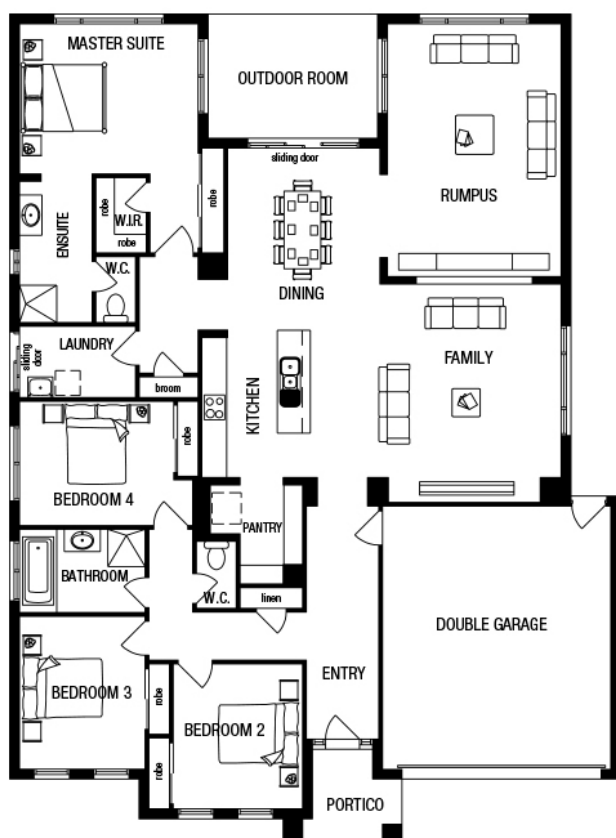 MASTER SUITE
OUTDOOR ROOM
sliding door
RUMPUS
robe
W.I.R.
robe
robe
ENSUITE
W.C.
DINING
LAUNDRY
sliding
door
broom
FAMILY
KITCHEN
robe
BEDROOM 4
PANTRY
BATHROOM
W.C.
linen
DOUBLE GARAGE
ENTRY
BEDROOM 3
robe
BEDROOM 2
robe
PORTICO